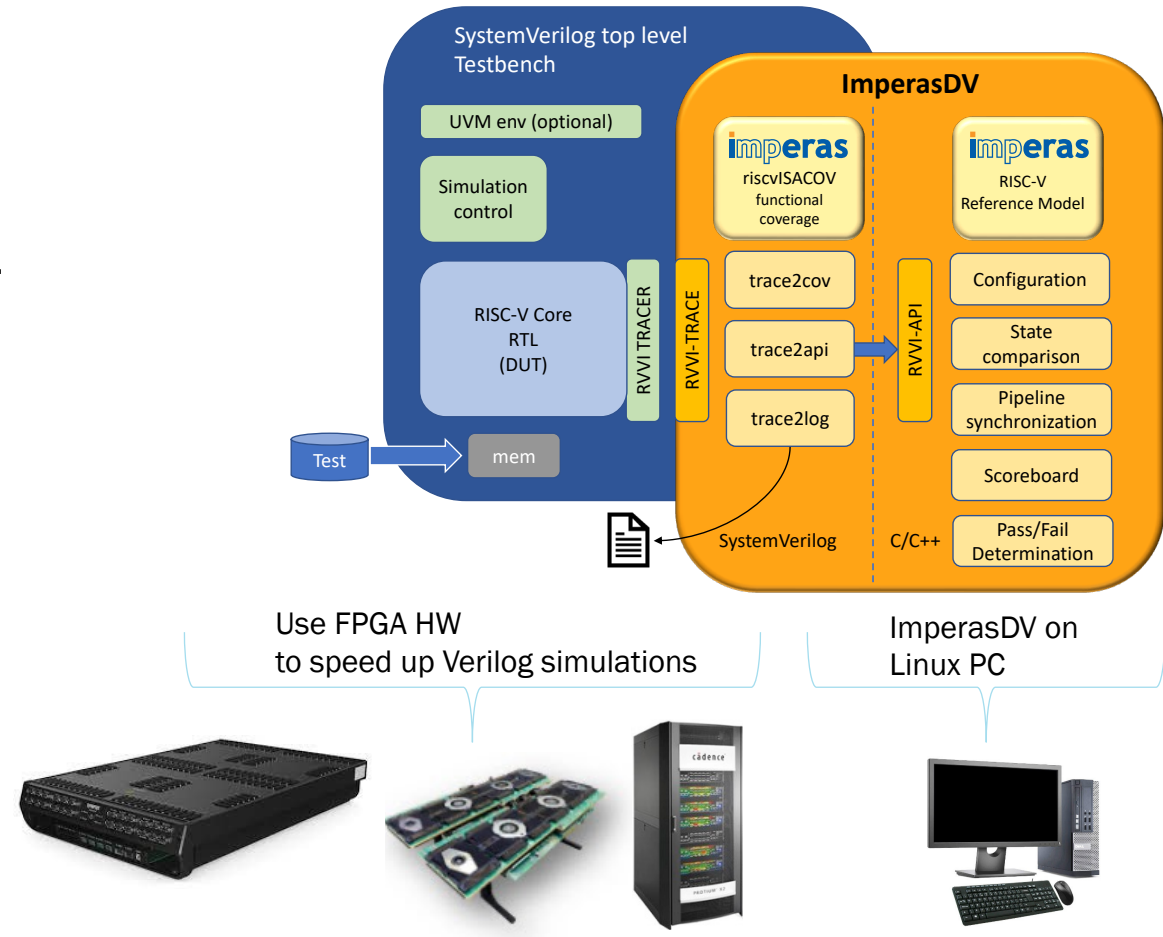 SystemVerilog top level
Testbench
UVM env (optional)
Simulation
control
RISC-V Core
RTL
(DUT)
RVVI TRACER
mem
Test
ImperasDV
RVVI-TRACE
imperas
riscvISACOV
functional
coverage
trace2cov
trace2api
trace2log
SystemVerilog
RVVI-API
imperas
RISC-V
Reference Model
Configuration
State
comparison
Pipeline
synchronization
Scoreboard
Pass/Fail
Determination
C/C++
Use FPGA HW
to speed up Verilog simulations
ImperasDV on
Linux PC
cādence